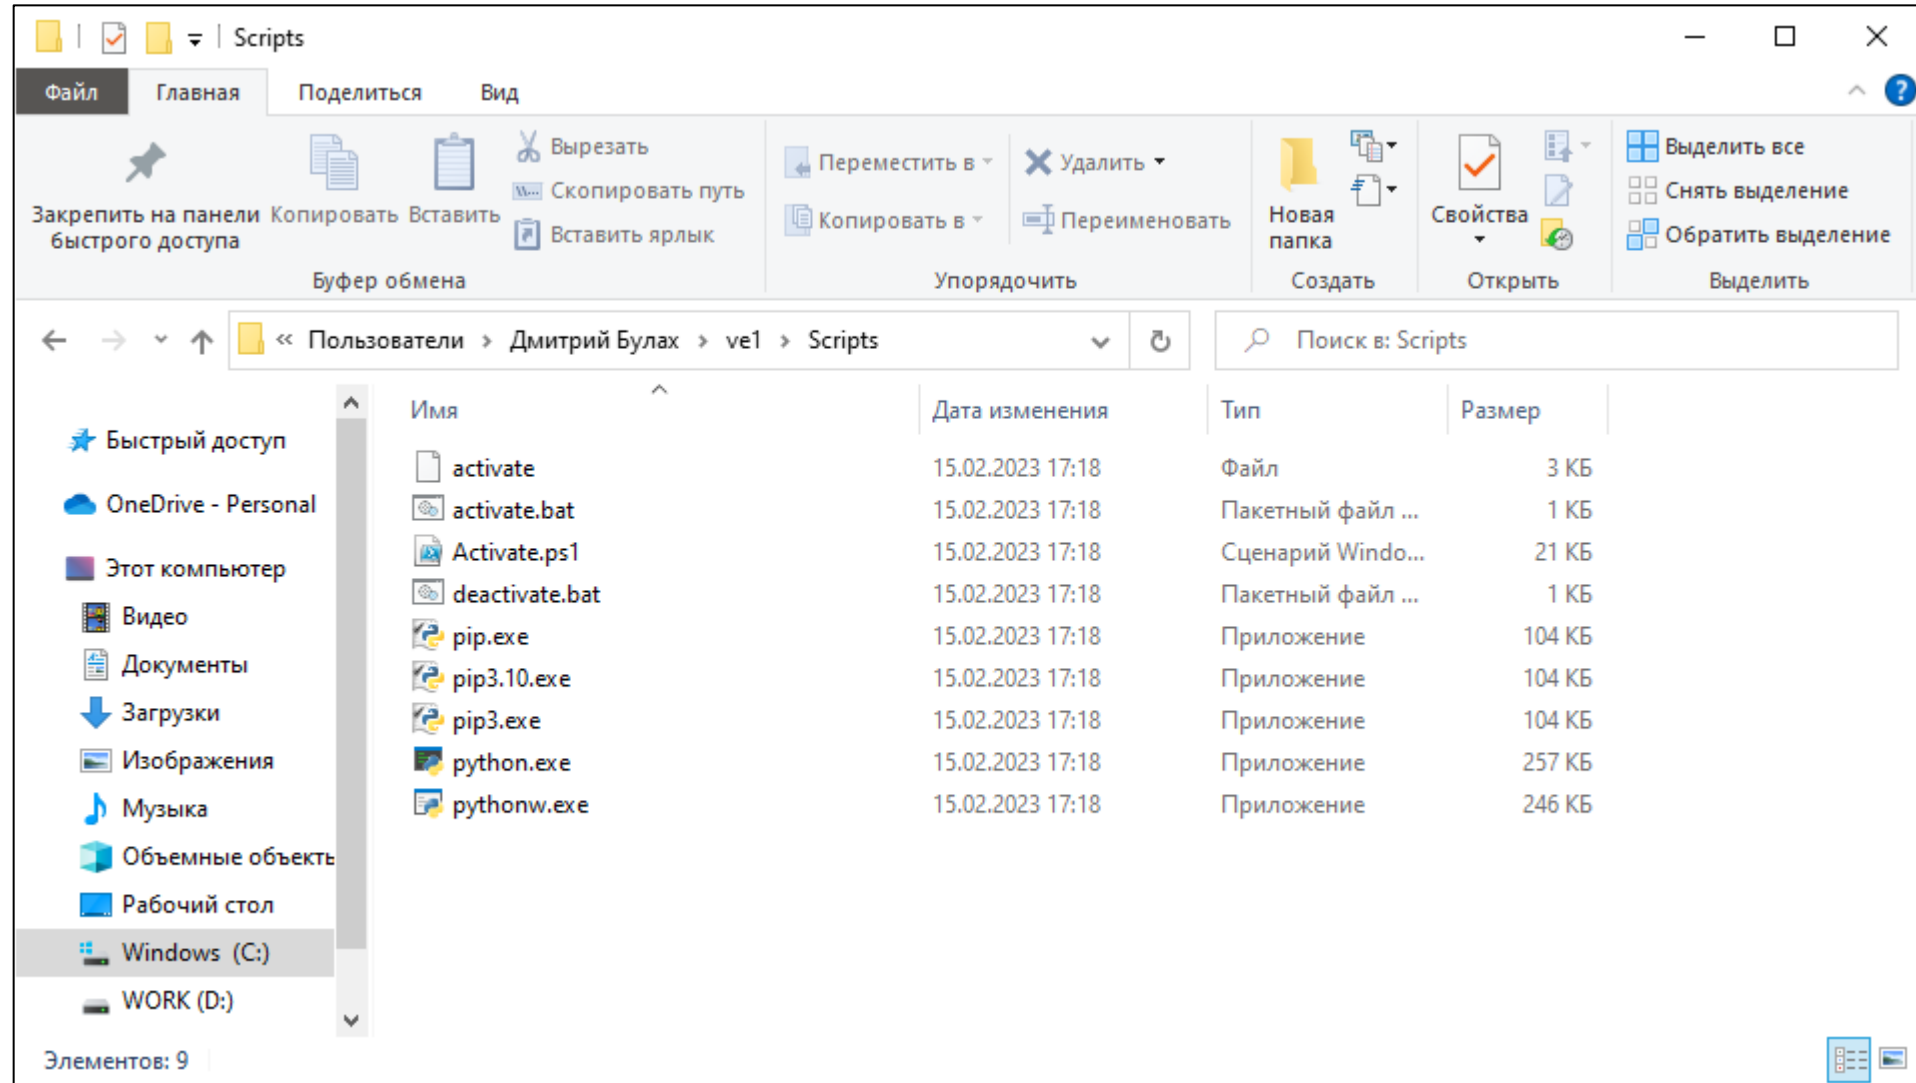 Scripts
Файл Главная Поделиться Вид
Закрепить на панели быстрого доступа
Копировать
Вставить
Вырезать
Скопировать путь
Вставить ярлык
Буфер обмена
Переместить в
Копировать в
Удалить
Переименовать
Упорядочить
Новая папка
Создать
Свойства
Открыть
Выделить все
Снять выделение
Обратить выделение
Выделить
« Пользователи › Дмитрий Булах › ve1 › Scripts
Поиск в: Scripts
Быстрый доступ
OneDrive - Personal
Этот компьютер
Видео
Документы
Загрузки
Изображения
Музыка
Объемные объекты
Рабочий стол
Windows (C:)
WORK (D:)
Имя Дата изменения Тип Размер
activate 15.02.2023 17:18 Файл 3 КБ
activate.bat 15.02.2023 17:18 Пакетный файл ... 1 КБ
Activate.ps1 15.02.2023 17:18 Сценарий Windo... 21 КБ
deactivate.bat 15.02.2023 17:18 Пакетный файл ... 1 КБ
pip.exe 15.02.2023 17:18 Приложение 104 КБ
pip3.10.exe 15.02.2023 17:18 Приложение 104 КБ
pip3.exe 15.02.2023 17:18 Приложение 104 КБ
python.exe 15.02.2023 17:18 Приложение 257 КБ
pythonw.exe 15.02.2023 17:18 Приложение 246 КБ
Элементов: 9